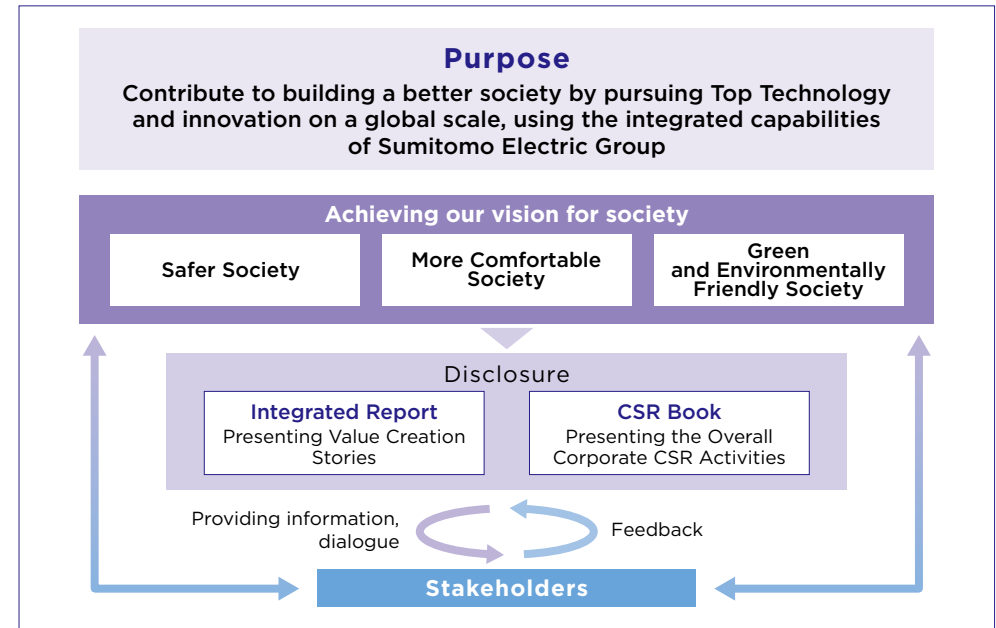 Purpose
Contribute to building a better society by pursuing Top Technology
and innovation on a global scale, using the integrated capabilities
of Sumitomo Electric Group
Achieving our vision for society
Safer Society
More Comfortable
Society
Green
and Environmentally
Friendly Society
Disclosure
Integrated Report
Presenting Value Creation
Stories
CSR Book
Presenting the Overall
Corporate CSR Activities
Providing information,
dialogue
Feedback
Stakeholders